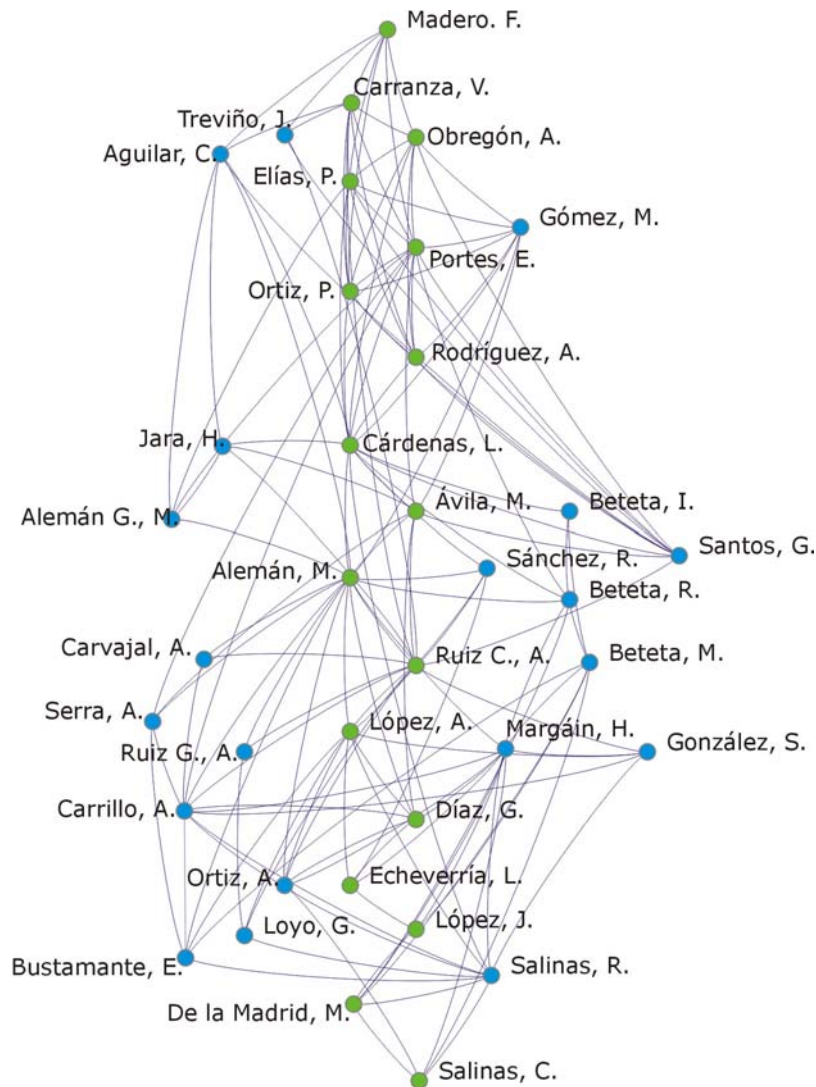 Madero. F.
Carranza, V.
Treviño, J.
Obregón, A.
Aguilar, C.
Elías, P.
Gómez, M.
Portes, E.
Ortiz, P.
Rodríguez, A.
Jara, H.
Cárdenas, L.
Ávila, M.
Beteta, I.
Alemán G., M.
Santos, G.
Sánchez, R.
Alemán, M.
Beteta, R.
Carvajal, A.
Ruiz C., A.
Beteta, M.
Serra, A.
López, A.
Margáin, H.
Ruiz G., A.
González, S.
Carrillo, A.
Díaz, G.
Ortiz, A.
Echeverría, L.
Loyo, G.
López, J.
Bustamante, E.
Salinas, R.
De la Madrid, M.
Salinas, C.